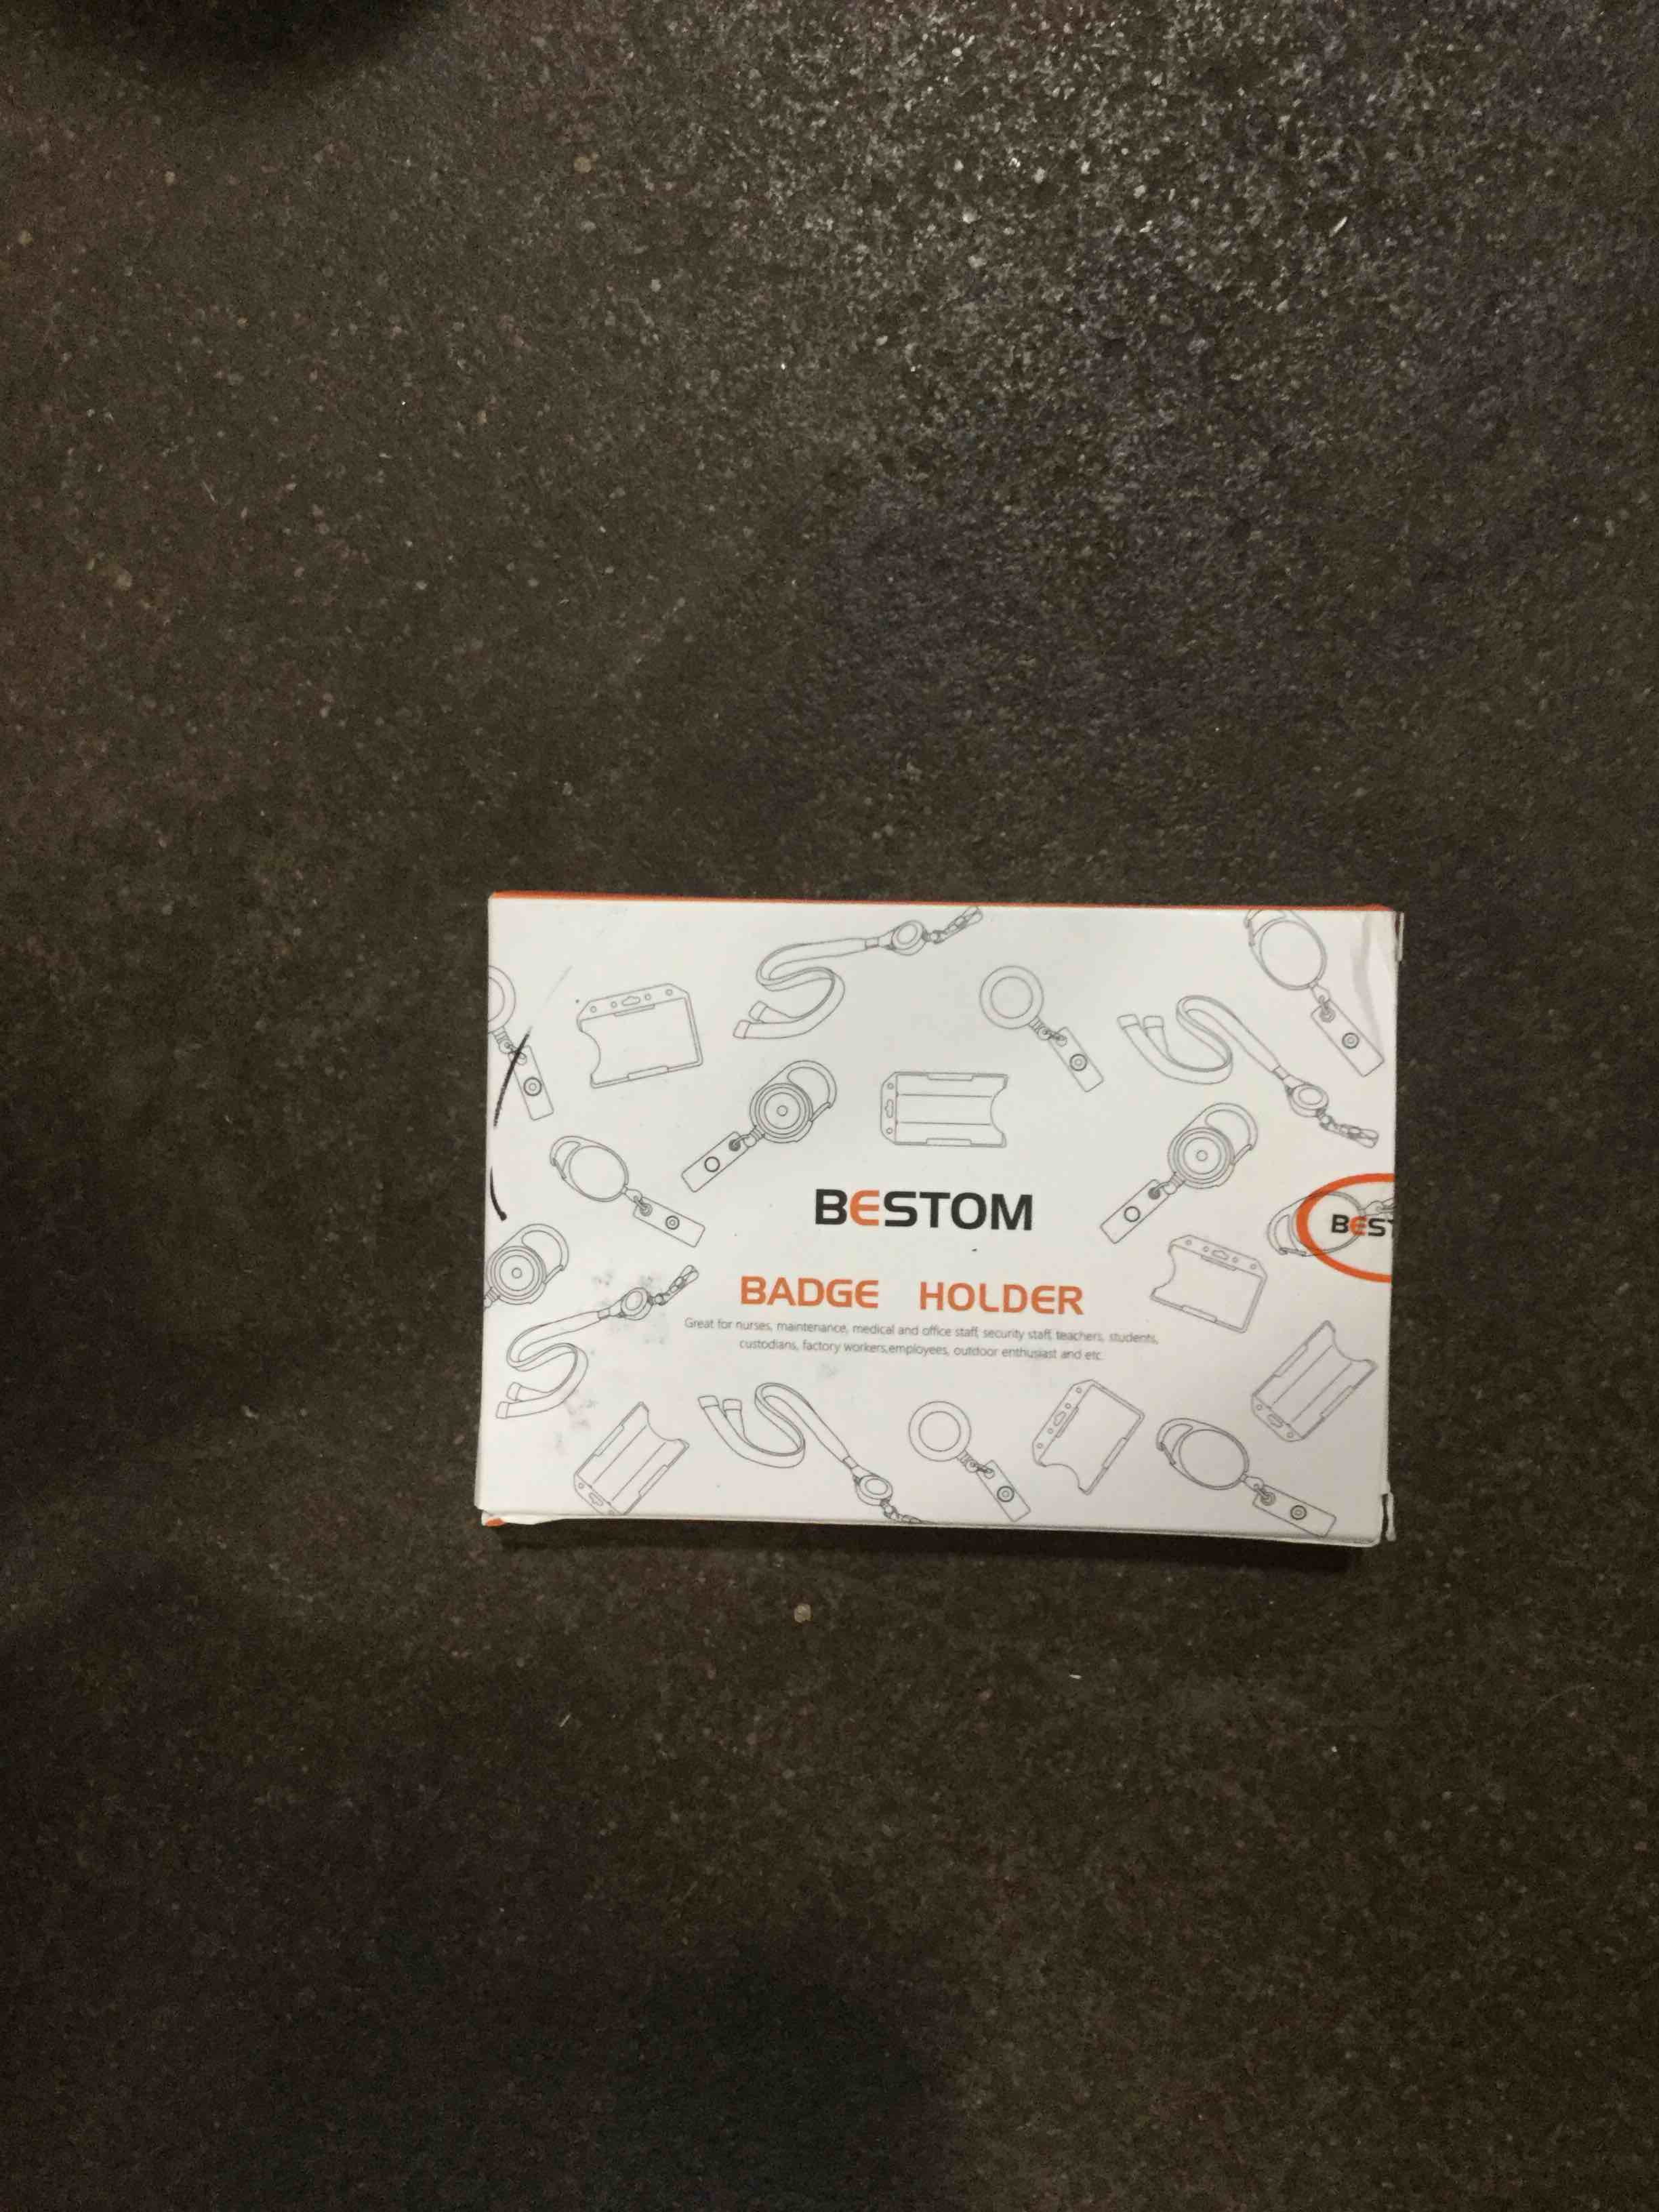 BESTOM
BEST
BADGE HOLDER
Great for nurses, maintenance, medical and office staff, security staff, teachers, students,
custodians, factory workers,employees, outdoor enthusiast and etc.